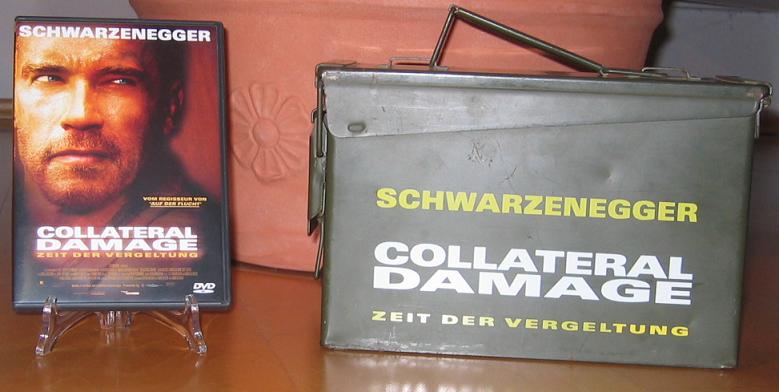 SCHWARZENEGGER
VOM REGISSEUR VON
"AUF DER FLUCHT"
COLLATERAL
DAMAGE
ZEIT DER VERGELTUNG
DVD
SCHWARZENEGGER
COLLATERAL
DAMAGE
ZEIT DER VERGELTUNG